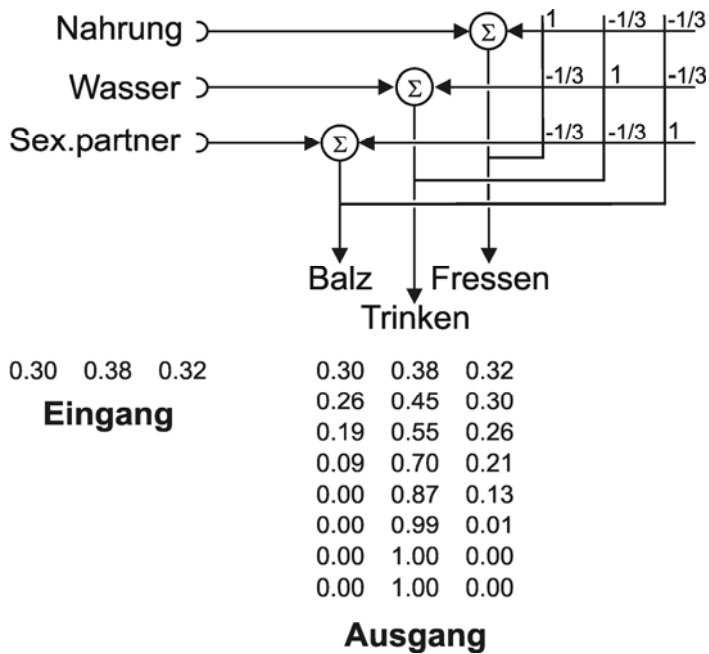 Nahrung Σ 1 -1/3 -1/3
Wasser Σ -1/3 1 -1/3
Sex.partner Σ -1/3 -1/3 1
Balz Fressen
Trinken
0.30 0.38 0.32 0.30 0.38 0.32
Eingang 0.26 0.45 0.30
0.19 0.55 0.26
0.09 0.70 0.21
0.00 0.87 0.13
0.00 0.99 0.01
0.00 1.00 0.00
0.00 1.00 0.00
Ausgang